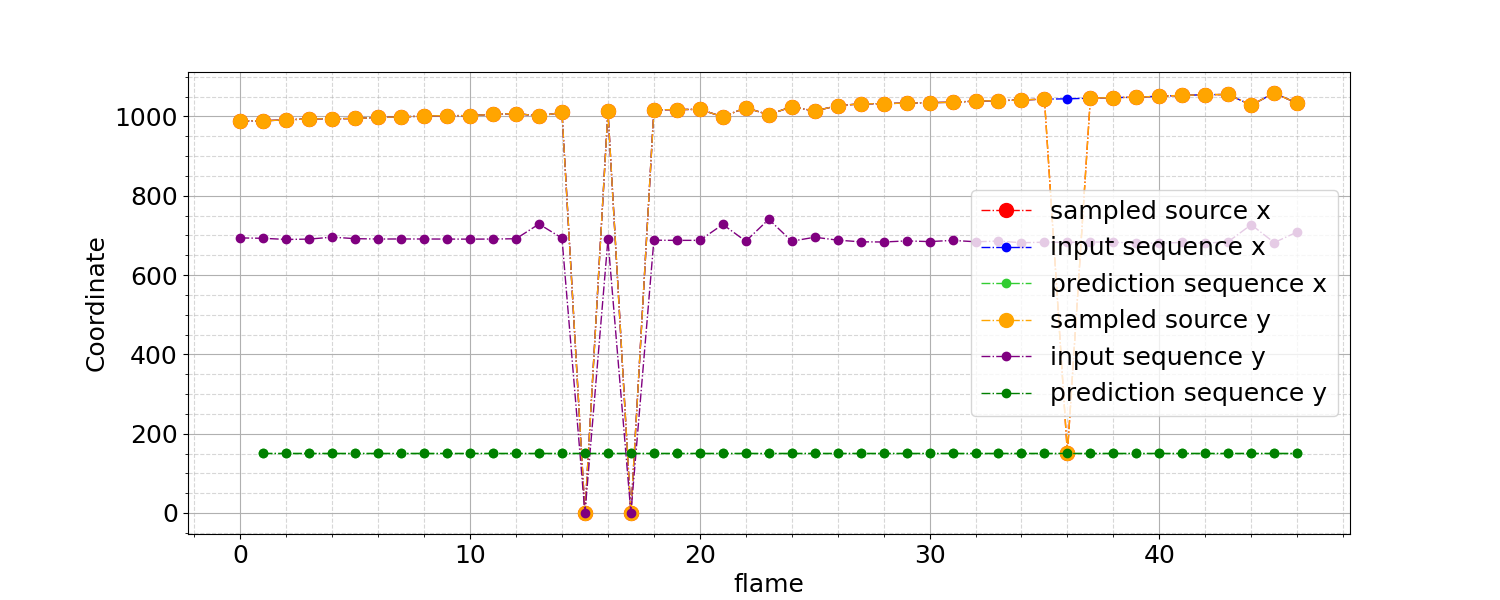 1000
800
600
400
200
0
Coordinate
sampled source x
input sequence x
prediction sequence x
sampled source y
input sequence y
prediction sequence y
0 10 20 30 40
flame